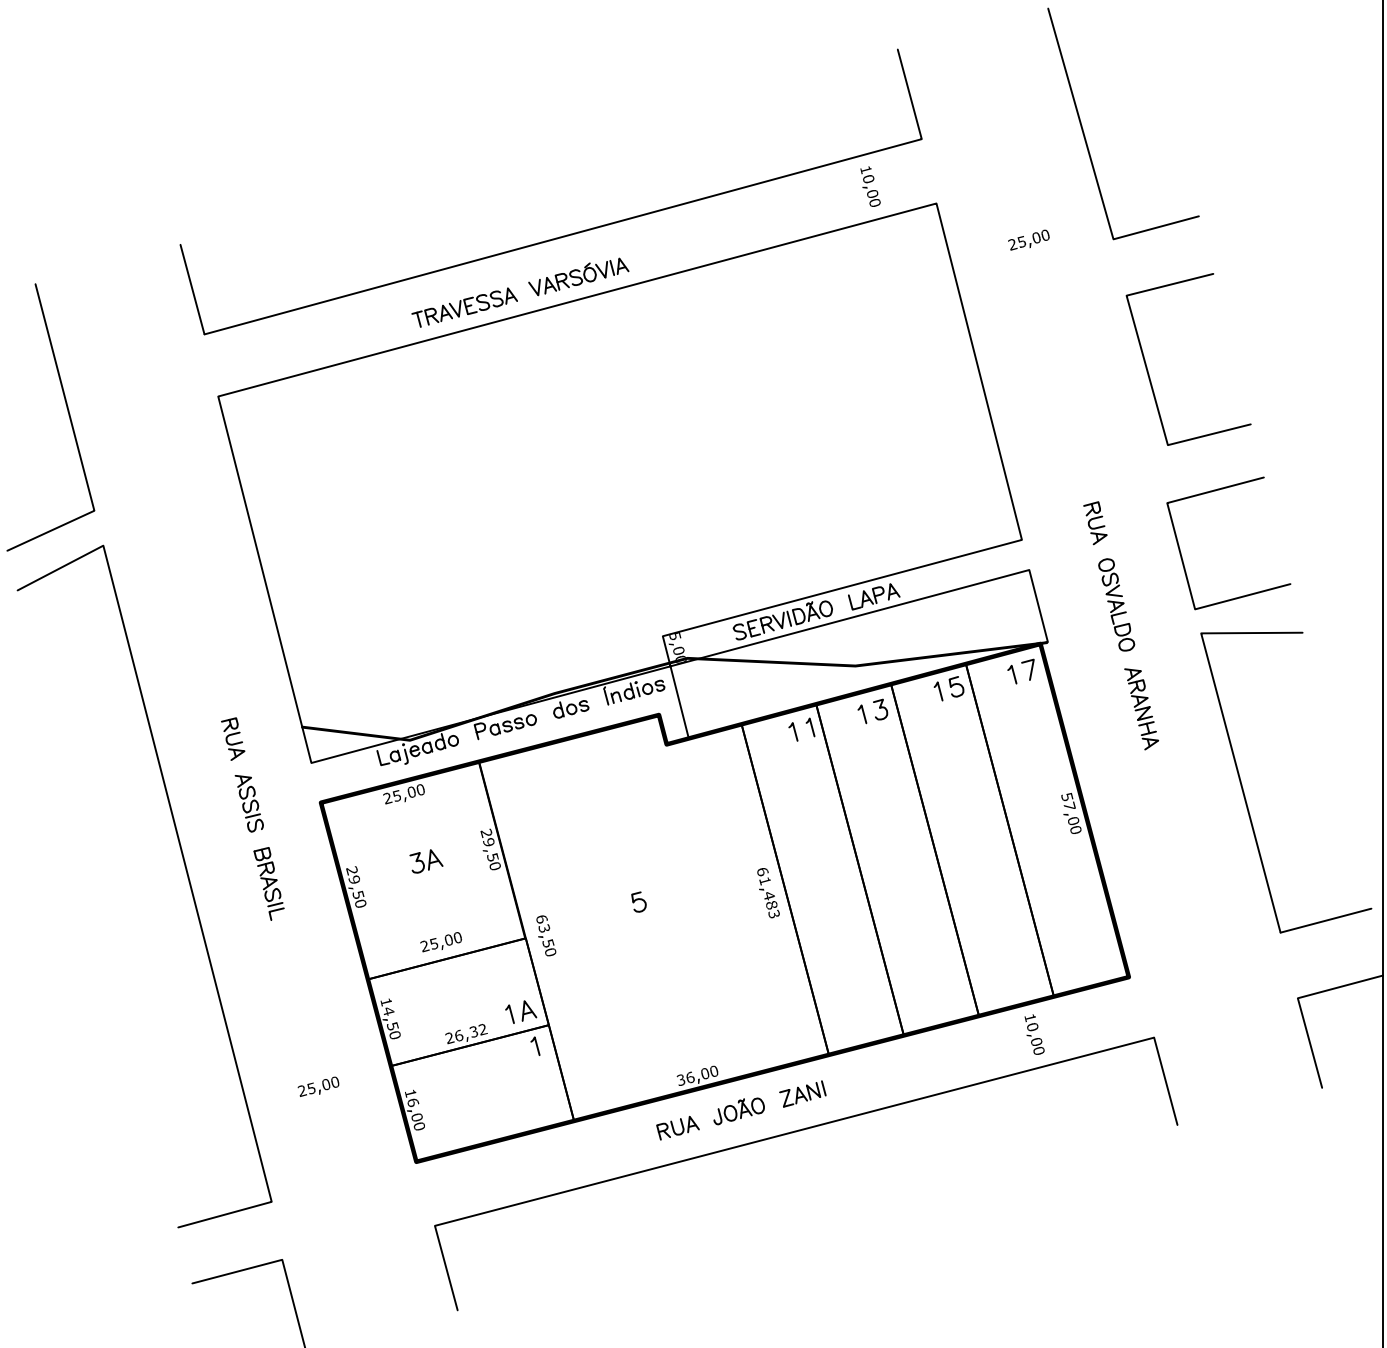 10,00
25,00
TRAVESSA VARSÓVIA
RUA OSVALDO ARANHA
SERVIDÃO LAPA
5,00
Lajeado Passo dos Índios
RUA ASSIS BRASIL
17
15
13
11
25,00
3A
29,50
29,50
57,00
5
61,483
25,00
63,50
14,50
1A
26,32
1
10,00
25,00
16,00
36,00
RUA JOÃO ZANI